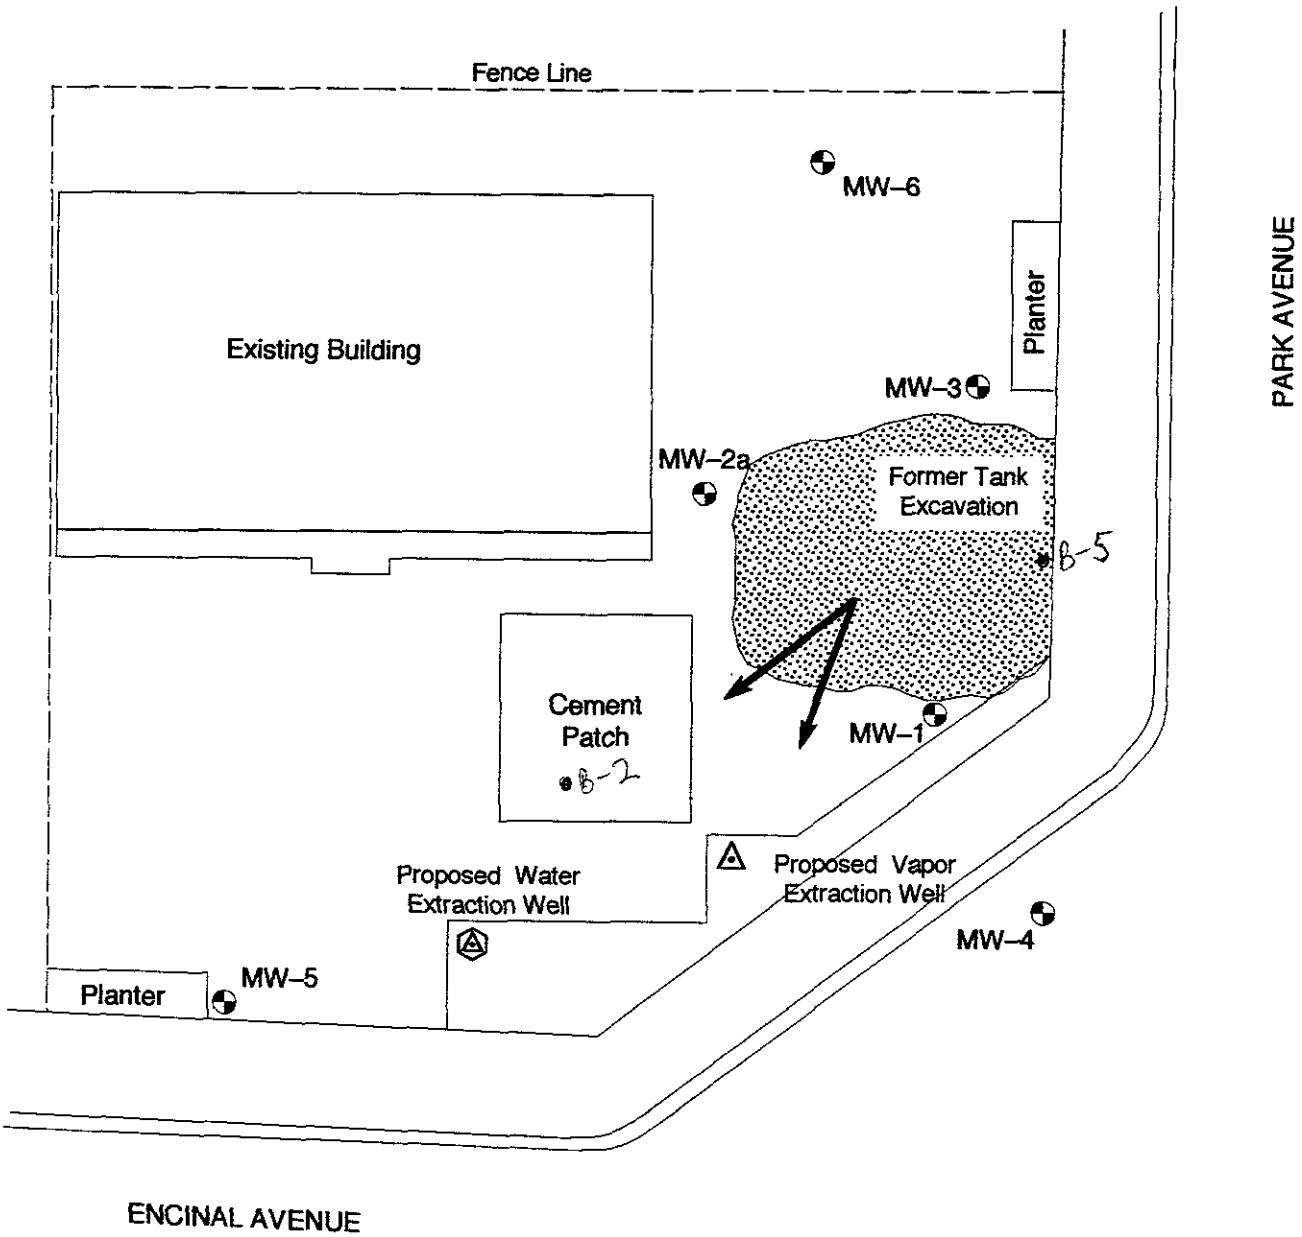 Fence Line
MW–6
PARK AVENUE
Planter
Existing Building
MW–3
MW–2a
Former Tank
Excavation
B-5
Cement
Patch
B-2
MW–1
Proposed Water
Extraction Well
Proposed Vapor
Extraction Well
MW–4
MW–5
Planter
ENCINAL AVENUE